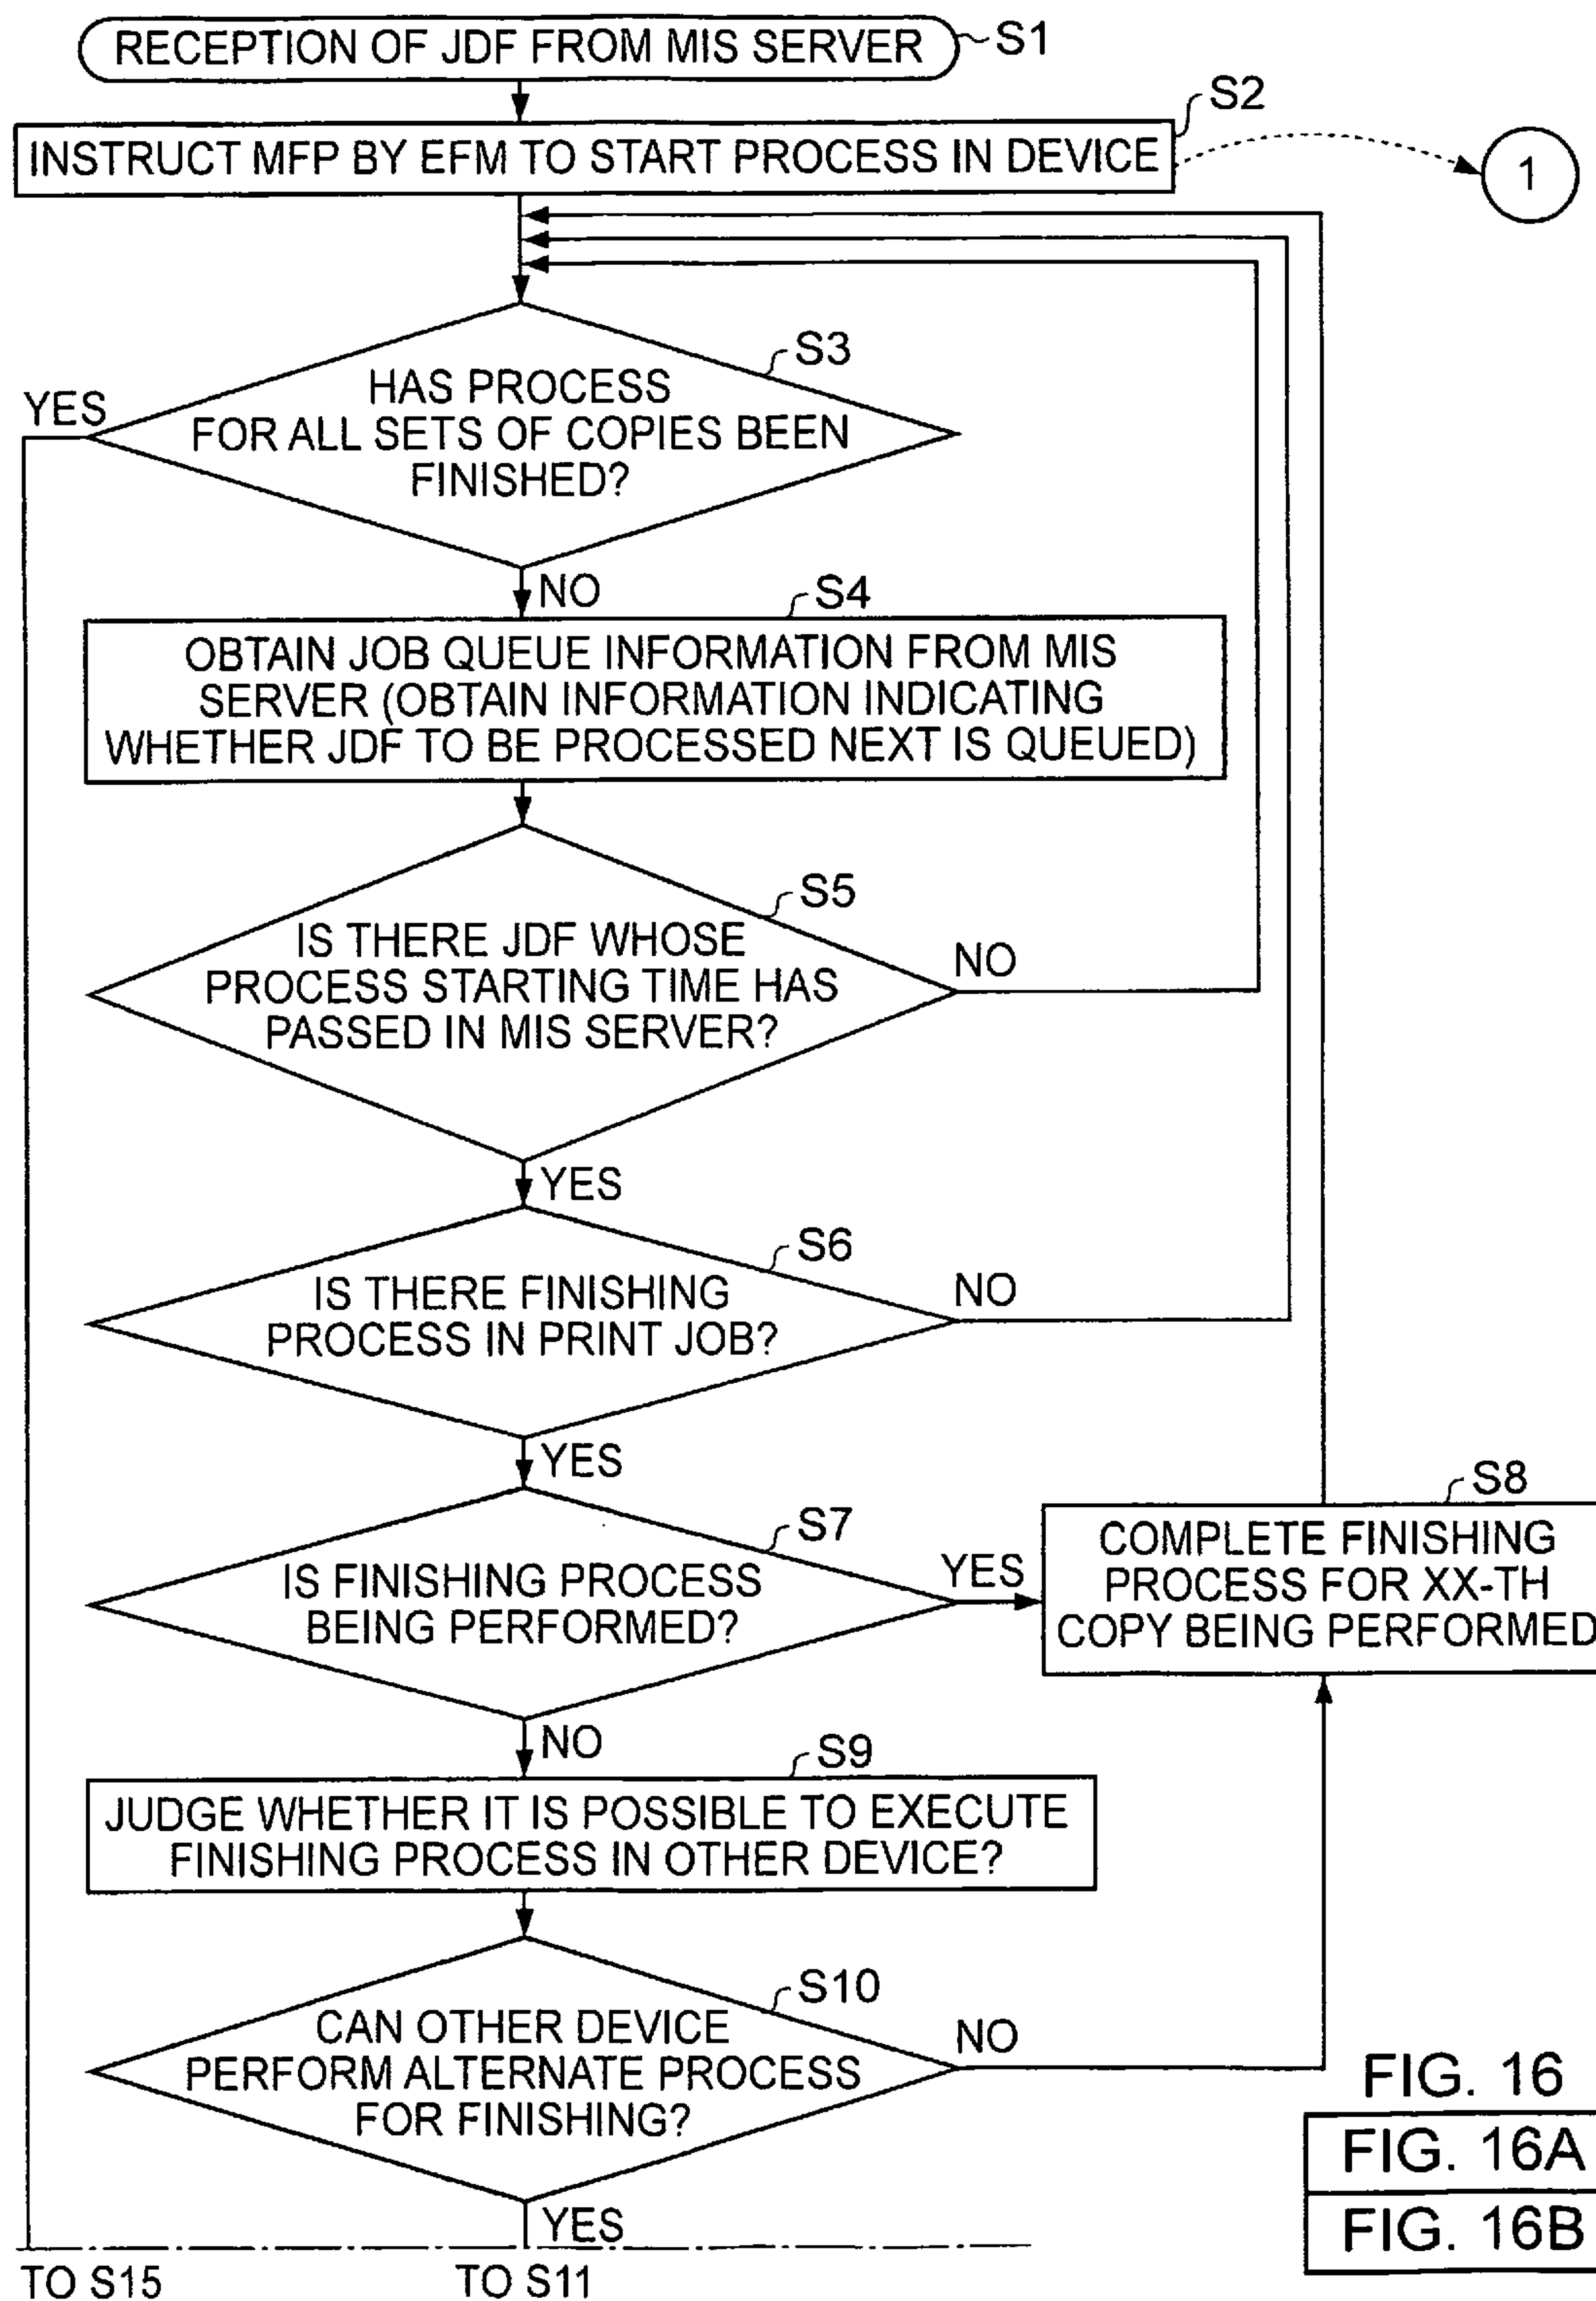 RECEPTION OF JDF FROM MIS SERVER
S1
S2
INSTRUCT MFP BY EFM TO START PROCESS IN DEVICE
1
S3
HAS PROCESS
FOR ALL SETS OF COPIES BEEN
FINISHED?
YES
NO
S4
OBTAIN JOB QUEUE INFORMATION FROM MIS
SERVER (OBTAIN INFORMATION INDICATING
WHETHER JDF TO BE PROCESSED NEXT IS QUEUED)
S5
IS THERE JDF WHOSE
PROCESS STARTING TIME HAS
PASSED IN MIS SERVER?
NO
YES
S6
IS THERE FINISHING
PROCESS IN PRINT JOB?
NO
YES
S7
IS FINISHING PROCESS
BEING PERFORMED?
YES
S8
COMPLETE FINISHING
PROCESS FOR XX-TH
COPY BEING PERFORMED
NO
S9
JUDGE WHETHER IT IS POSSIBLE TO EXECUTE
FINISHING PROCESS IN OTHER DEVICE?
S10
CAN OTHER DEVICE
PERFORM ALTERNATE PROCESS
FOR FINISHING?
NO
YES
TO S15
TO S11
FIG. 16
FIG. 16A
FIG. 16B